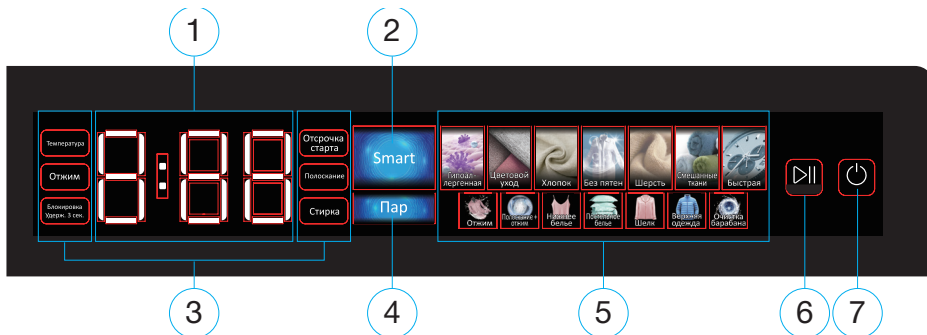 1
2
Температура
Отжим
Блокировка
Удерж. 3 сек.
8:88
Отсрочка
старта
Полоскание
Стирка
Smart
Пар
Гипоал-
лергенная
Цветовой
уход
Хлопок
Без пятен
Шерсть
Смешанные
ткани
Быстрая
Отжим
Полоскание+
отжим
Нижнее
белье
Постельное
белье
Шелк
Верхняя
одежда
Очистка
барабана
3
4
5
6
7